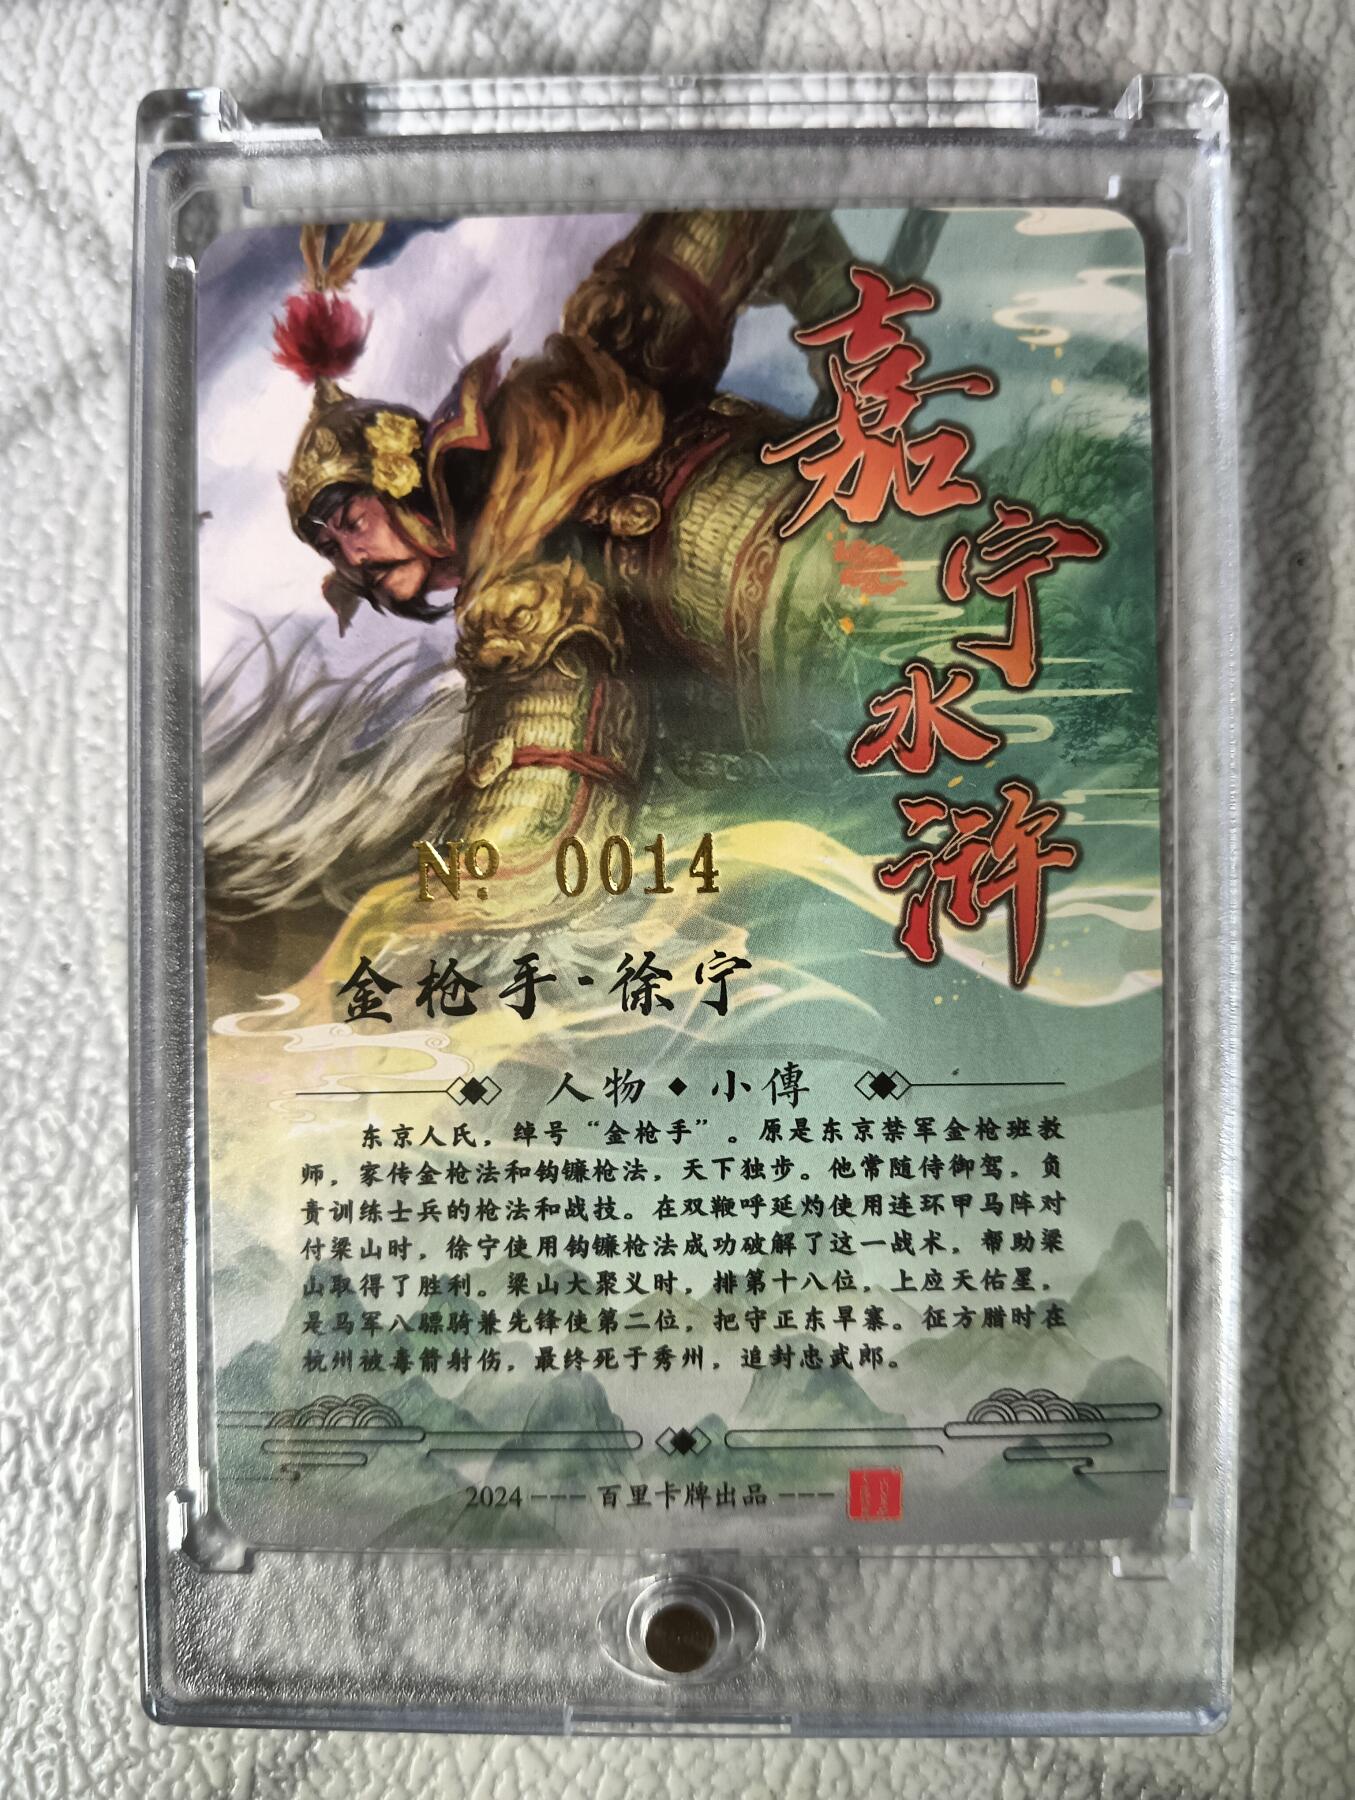 嘉宁水浒
№ 0014
金枪手·徐宁
人物◆小傳
东京人氏，绰号“金枪手”。原是东京禁军金枪班教
师，家传金枪法和钩镰枪法，天下独步。他常随侍御驾，负
责训练士兵的枪法和战技。在双鞭呼延灼使用连环甲马阵对
付梁山时，徐宁使用钩镰枪法成功破解了这一战术，帮助梁
山取得了胜利。梁山大聚义时，排第十八位，上应天佑星，
是马军八骠骑兼先锋使第二位，把守正东旱寨。征方腊时在
杭州被毒箭射伤，最终死于秀州，追封忠武郎。
2024---百里卡牌出品---